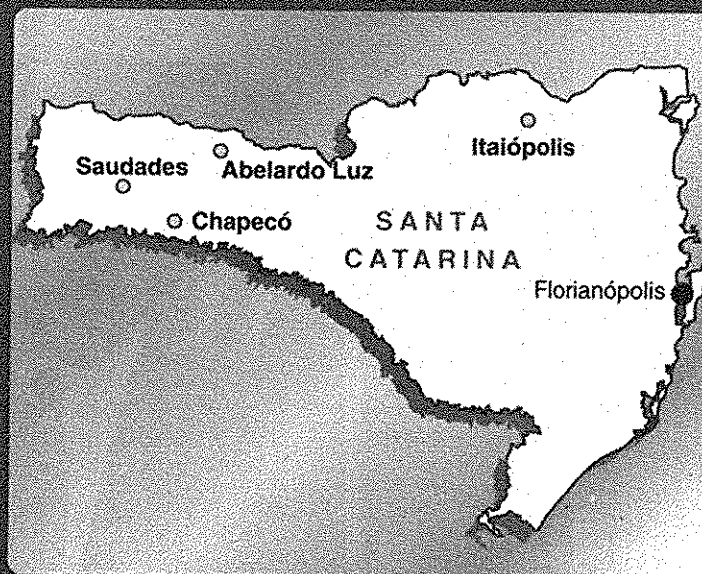 Itaiópolis
Saudades
Abelardo Luz
Chapecó
SANTA
CATARINA
Florianópolis